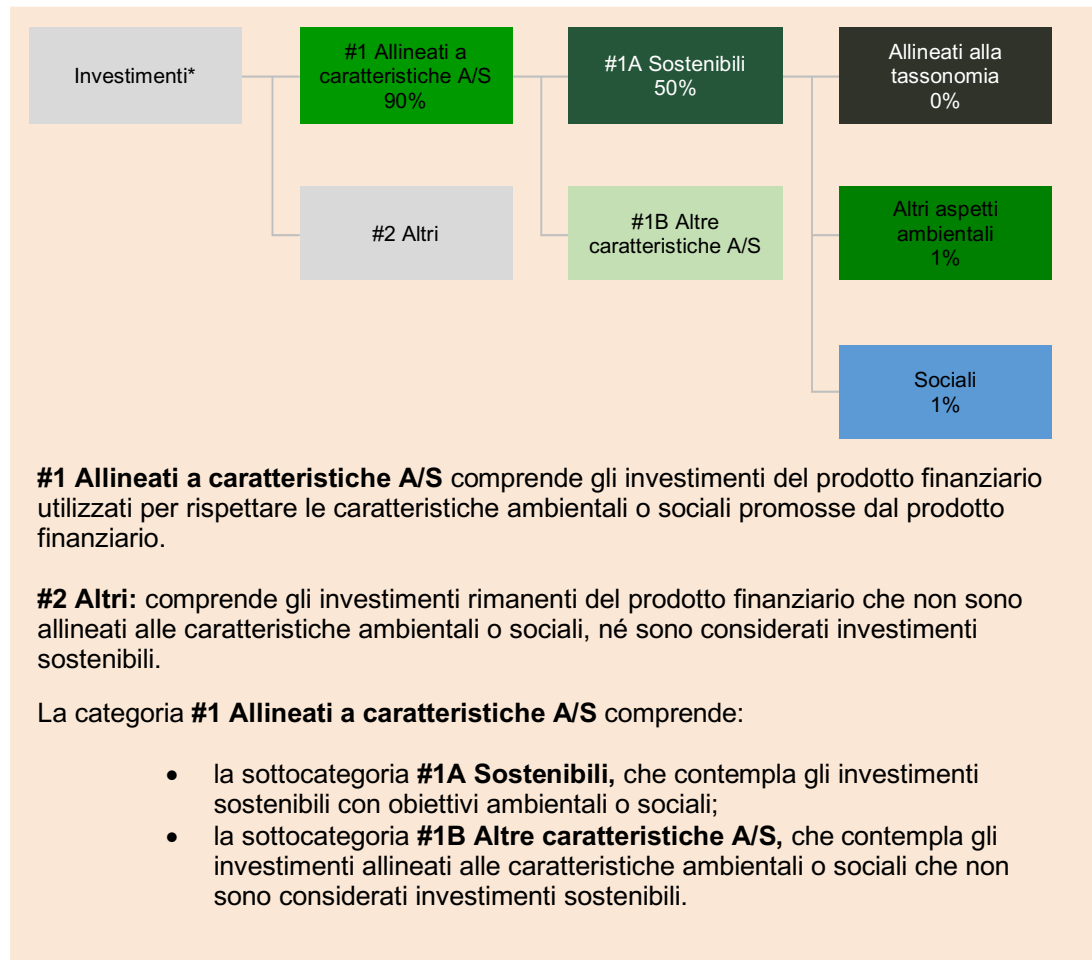 Investimenti*
#1 Allineati a
caratteristiche A/S
90%
#1A Sostenibili
50%
Allineati alla
tassonomia
0%
#2 Altri
#1B Altre
caratteristiche A/S
Altri aspetti
ambientali
1%
Sociali
1%
#1 Allineati a caratteristiche A/S comprende gli investimenti del prodotto finanziario
utilizzati per rispettare le caratteristiche ambientali o sociali promosse dal prodotto
finanziario.
#2 Altri: comprende gli investimenti rimanenti del prodotto finanziario che non sono
allineati alle caratteristiche ambientali o sociali, né sono considerati investimenti
sostenibili.
La categoria #1 Allineati a caratteristiche A/S comprende:
• la sottocategoria #1A Sostenibili, che contempla gli investimenti
sostenibili con obiettivi ambientali o sociali;
• la sottocategoria #1B Altre caratteristiche A/S, che contempla gli
investimenti allineati alle caratteristiche ambientali o sociali che non
sono considerati investimenti sostenibili.